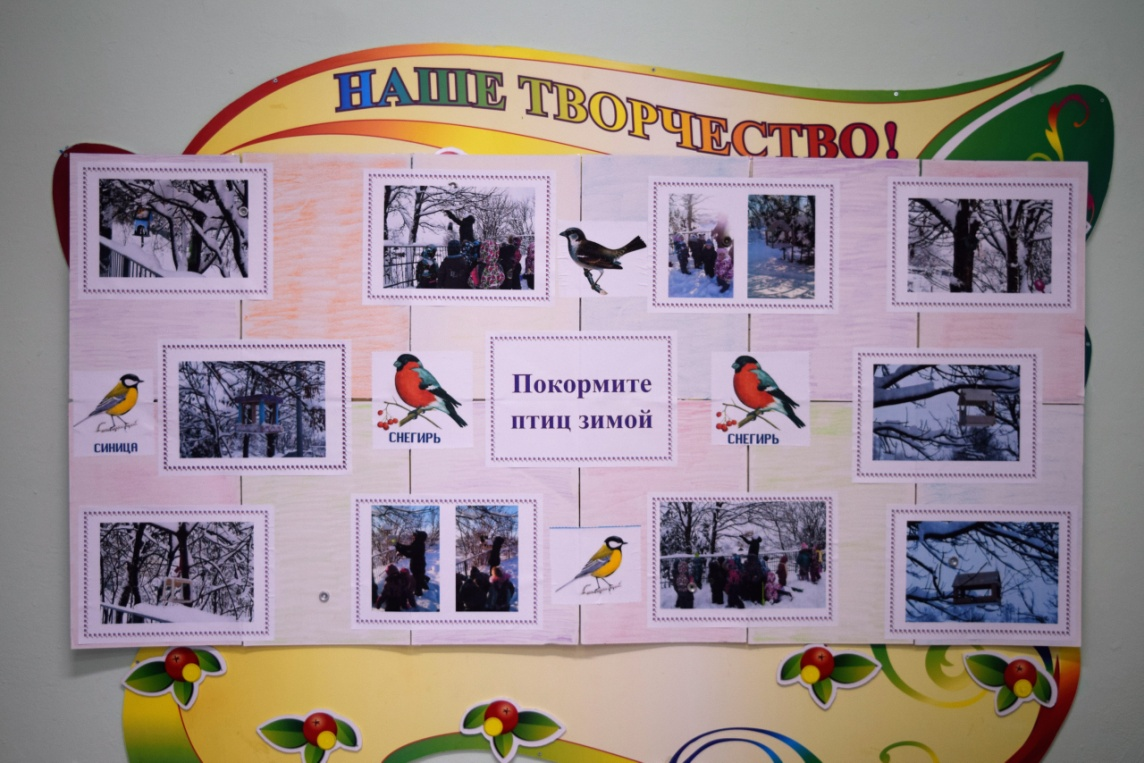 НАШЕ ТВОРЧЕСТВО!
Покормите
птиц зимой
СИНИЦА
СНЕГИРЬ
СНЕГИРЬ